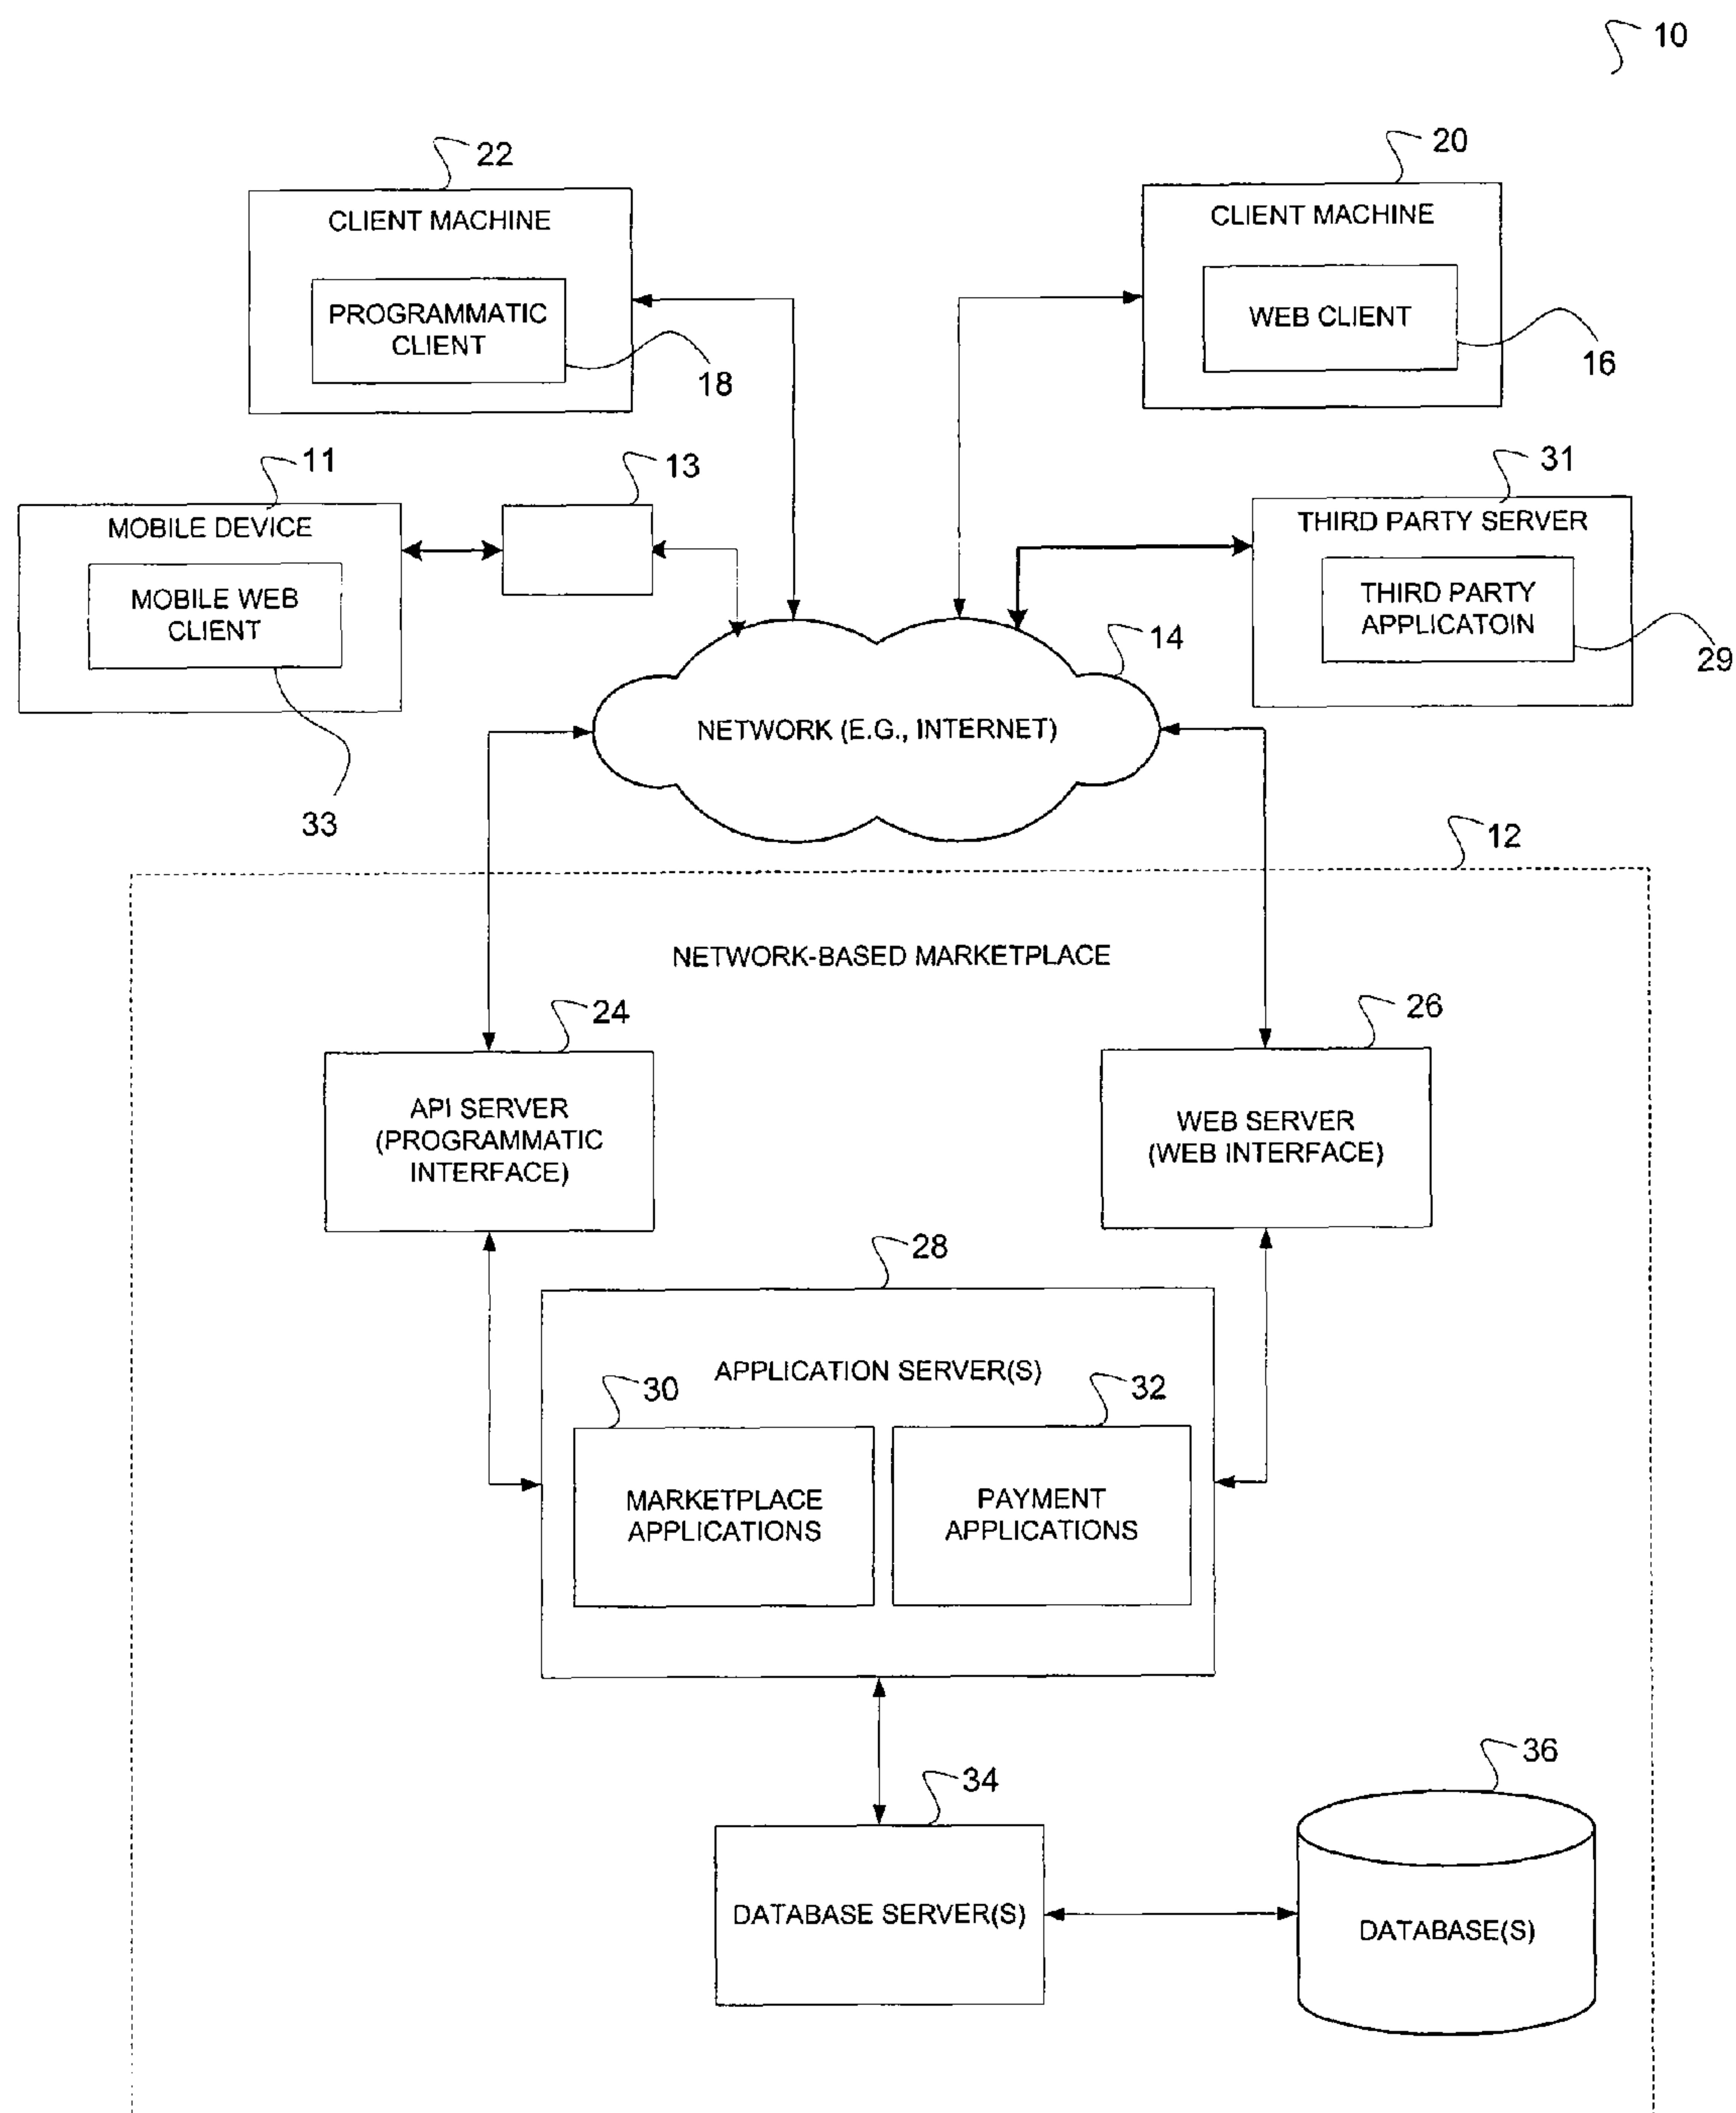 10
22
20
CLIENT MACHINE
CLIENT MACHINE
PROGRAMMATIC
CLIENT
WEB CLIENT
18
16
11
13
31
MOBILE DEVICE
THIRD PARTY SERVER
MOBILE WEB
CLIENT
THIRD PARTY
APPLICATOIN
14
29
NETWORK (E.G., INTERNET)
33
12
NETWORK-BASED MARKETPLACE
24
26
API SERVER
(PROGRAMMATIC
INTERFACE)
WEB SERVER
(WEB INTERFACE)
28
APPLICATION SERVER(S)
30
32
MARKETPLACE
APPLICATIONS
PAYMENT
APPLICATIONS
36
34
DATABASE SERVER(S)
DATABASE(S)